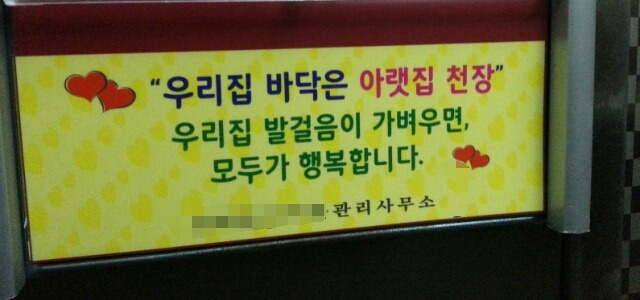 “우리집 바닥은 아랫집 천장”
우리집 발걸음이 가벼우면,
모두가 행복합니다.
관리사무소